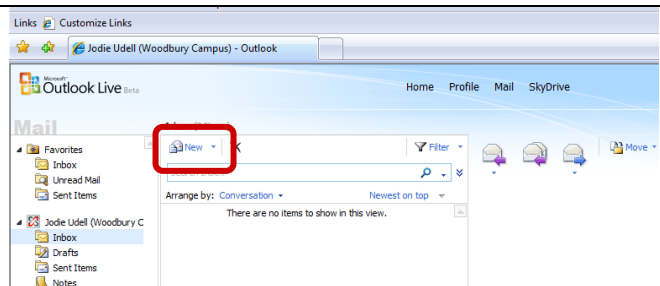 Links Customize Links
Jodie Udell (Woodbury Campus) - Outlook
Microsoft®
Outlook Live Beta
Home Profile Mail SkyDrive
Mail
New
Filter
Move
Favorites
Inbox
Unread Mail
Sent Items
Arrange by: Conversation
Newest on top
There are no items to show in this view.
Jodie Udell (Woodbury C
Inbox
Drafts
Sent Items
Notes